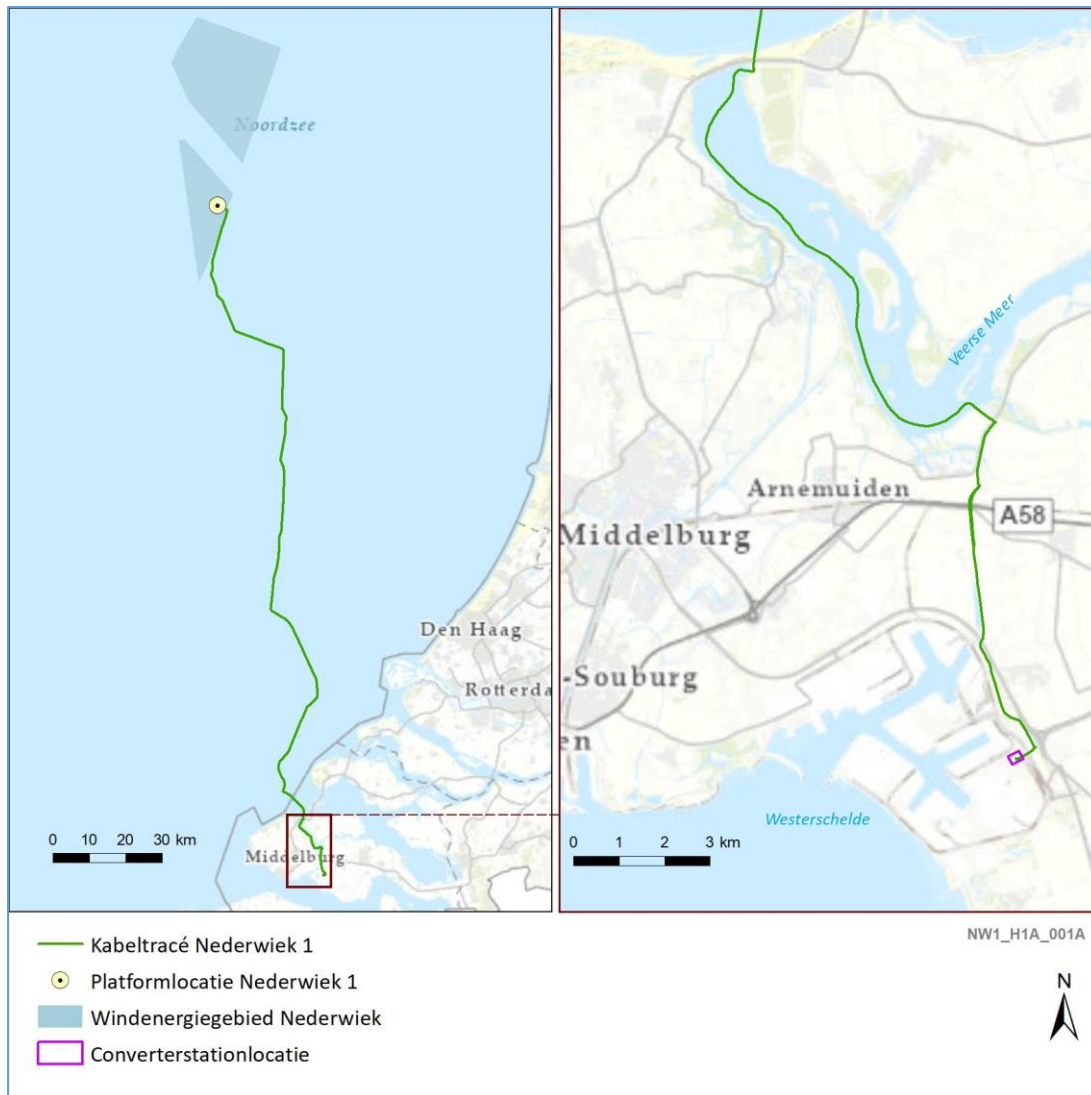 Noordzee
Den Haag
Rotterda
0 10 20 30 km
Middelburg
Veerse Meer
Arnemuiden
A58
Middelburg
-Souburg
en
Westerschelde
0 1 2 3 km
NW1_H1A_001A
Kabeltracé Nederwiek 1
Platformlocatie Nederwiek 1
Windenergiegebied Nederwiek
Converterstationlocatie
N